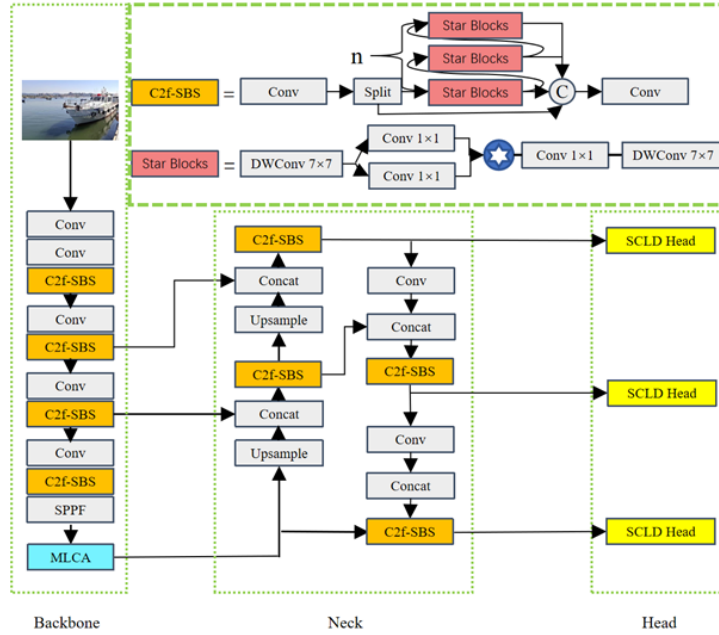 Star Blocks
n
Star Blocks
C2f-SBS = Conv Split Star Blocks C Conv
Star Blocks = DWConv 7×7 Conv 1×1 Conv 1×1 Conv 1×1 DWConv 7×7
Conv
Conv
C2f-SBS
Conv
C2f-SBS
Conv
C2f-SBS
Conv
C2f-SBS
SPPF
MLCA
C2f-SBS
Concat
Upsample
C2f-SBS
Concat
Upsample
Conv
Concat
C2f-SBS
Conv
Concat
C2f-SBS
SCLD Head
SCLD Head
SCLD Head
Backbone Neck Head